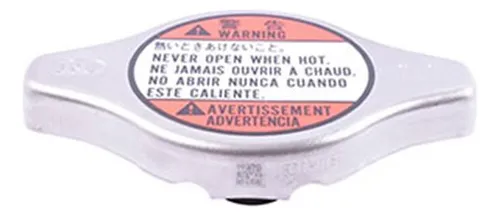 警告
⚠ WARNING
熱いときあけないこと。
NEVER OPEN WHEN HOT.
NE JAMAIS OUVRIR A CHAUD.
NO ABRIR NUNCA CUANDO
ESTE CALIENTE.
⚠ AVERTISSEMENT
ADVERTENCIA